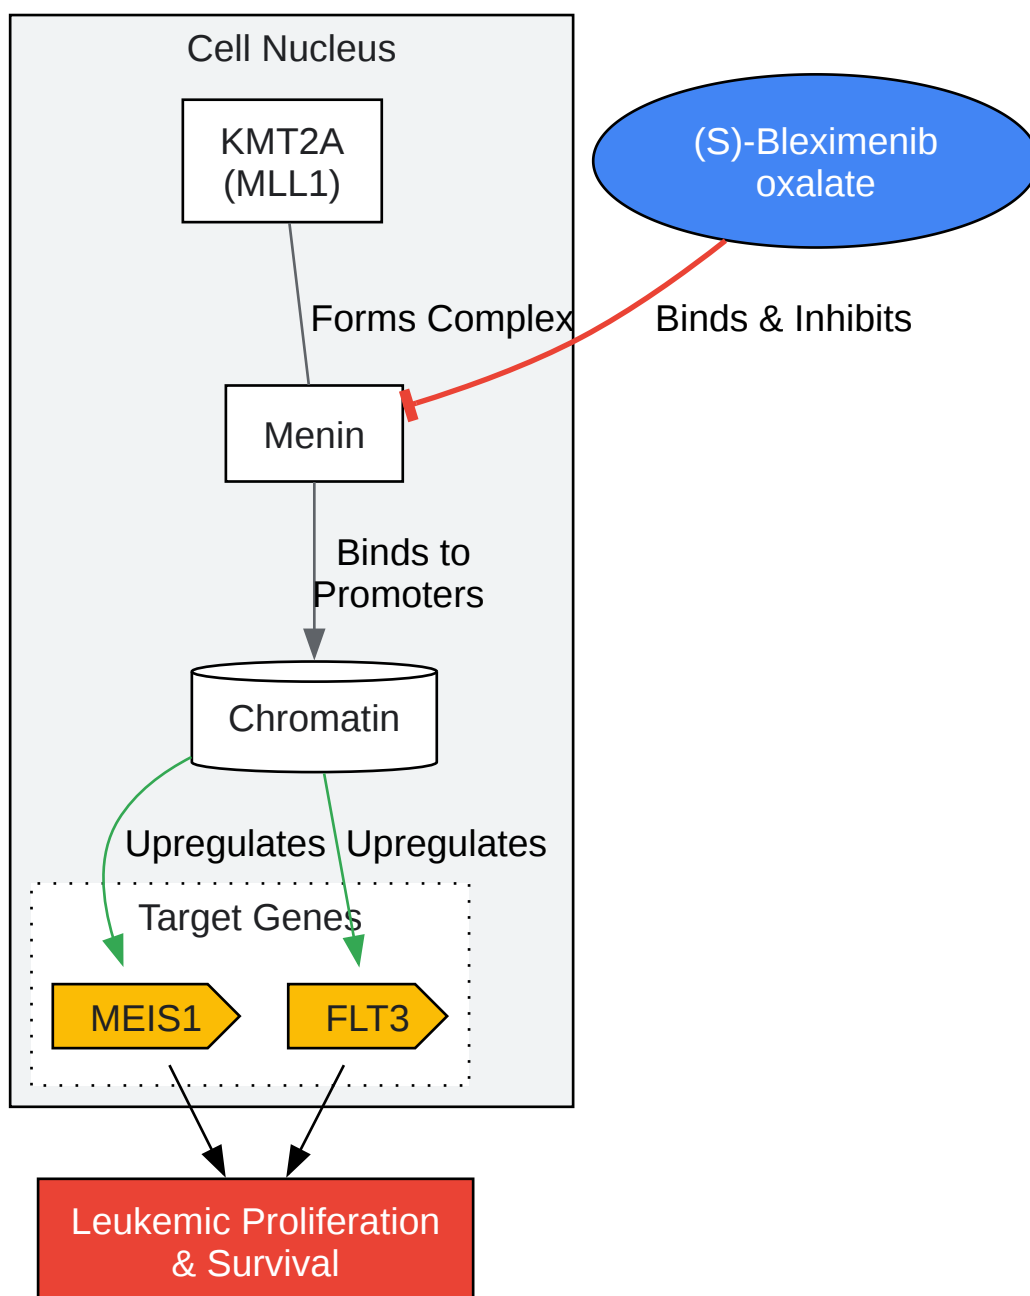 Cell Nucleus
KMT2A
(MLL1)
(S)-Bleximenib
oxalate
Forms Complex
Binds & Inhibits
Menin
Binds to
Promoters
Chromatin
Upregulates
Upregulates
Target Genes
MEIS1
FLT3
Leukemic Proliferation
& Survival